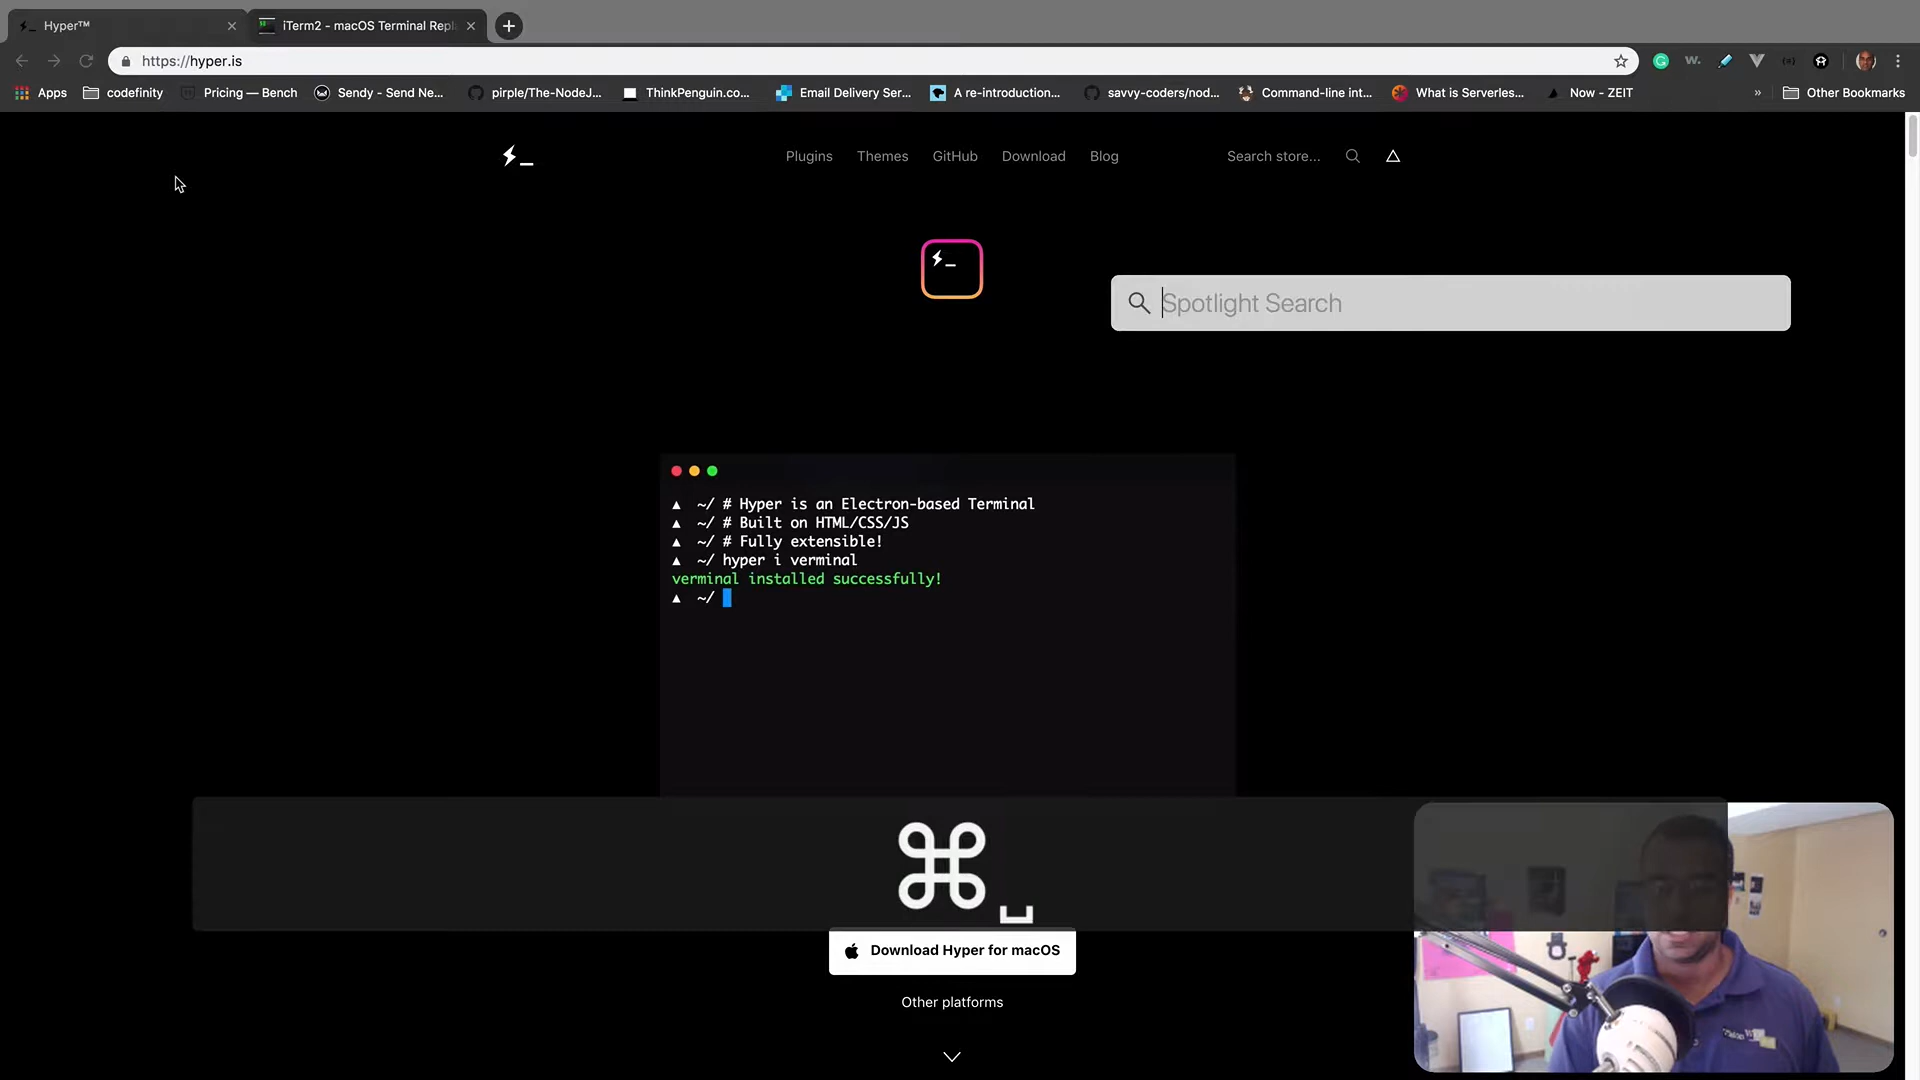 Hyper™
iTerm2 - macOS Terminal Repl
https://hyper.is
Apps
codefinity
Pricing — Bench
Sendy - Send Ne...
pirple/The-NodeJ...
ThinkPenguin.co...
Email Delivery Ser...
A re-introduction...
savvy-coders/nod...
Command-line int...
What is Serverles...
Now - ZEIT
»
Other Bookmarks
Plugins
Themes
GitHub
Download
Blog
Search store...
Spotlight Search
▲ ~/ # Hyper is an Electron-based Terminal
▲ ~/ # Built on HTML/CSS/JS
▲ ~/ # Fully extensible!
▲ ~/ hyper i verminal
verminal installed successfully!
▲ ~/
⌘␣
Download Hyper for macOS
Other platforms